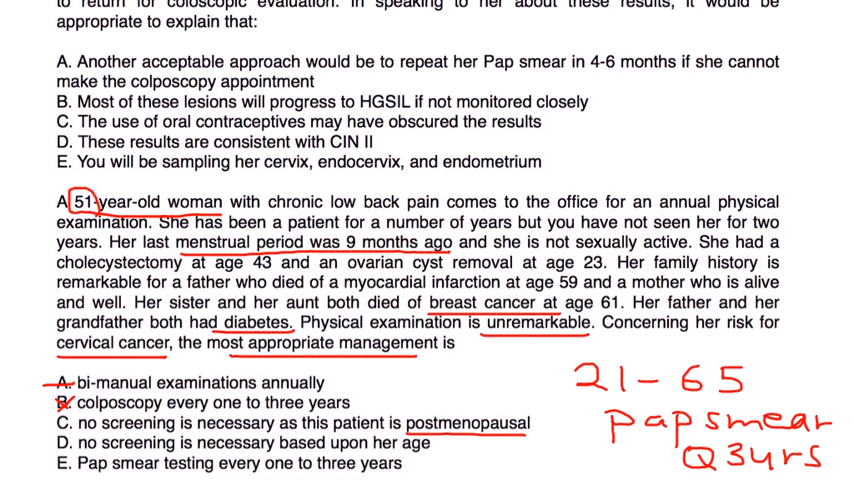 to return for coloscopic evaluation. In speaking to her about these results, it would be
appropriate to explain that:
A. Another acceptable approach would be to repeat her Pap smear in 4-6 months if she cannot
make the colposcopy appointment
B. Most of these lesions will progress to HGSIL if not monitored closely
C. The use of oral contraceptives may have obscured the results
D. These results are consistent with CIN II
E. You will be sampling her cervix, endocervix, and endometrium
A 51-year-old woman with chronic low back pain comes to the office for an annual physical
examination. She has been a patient for a number of years but you have not seen her for two
years. Her last menstrual period was 9 months ago and she is not sexually active. She had a
cholecystectomy at age 43 and an ovarian cyst removal at age 23. Her family history is
remarkable for a father who died of a myocardial infarction at age 59 and a mother who is alive
and well. Her sister and her aunt both died of breast cancer at age 61. Her father and her
grandfather both had diabetes. Physical examination is unremarkable. Concerning her risk for
cervical cancer, the most appropriate management is
A. bi-manual examinations annually
B. colposcopy every one to three years
C. no screening is necessary as this patient is postmenopausal
D. no screening is necessary based upon her age
E. Pap smear testing every one to three years
21-65
Pap smear
Q3yrs